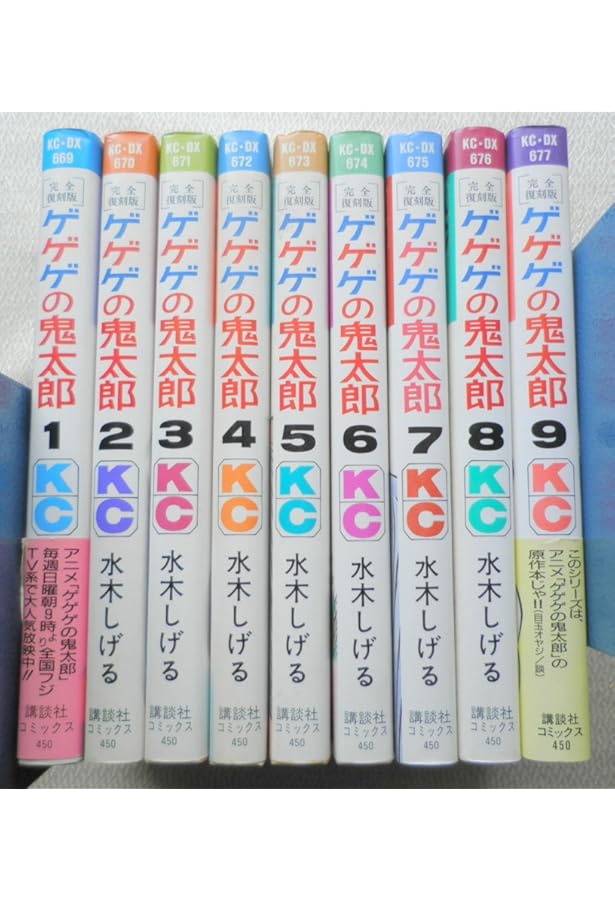 KC・DX
669
完全
復刻版
ゲゲゲの鬼太郎
1
KC
アニメ「ゲゲゲの鬼太郎」
毎週日曜朝9時より全国フジ
TV系で大人気放映中!!
講談社
コミックス
450
KC・DX
670
完全
復刻版
ゲゲゲの鬼太郎
2
KC
水木しげる
講談社
コミックス
450
KC・DX
671
完全
復刻版
ゲゲゲの鬼太郎
3
KC
水木しげる
講談社
コミックス
450
KC・DX
672
完全
復刻版
ゲゲゲの鬼太郎
4
KC
水木しげる
講談社
コミックス
450
KC・DX
673
完全
復刻版
ゲゲゲの鬼太郎
5
KC
水木しげる
講談社
コミックス
450
KC・DX
674
完全
復刻版
ゲゲゲの鬼太郎
6
KC
水木しげる
講談社
コミックス
450
KC・DX
675
完全
復刻版
ゲゲゲの鬼太郎
7
KC
水木しげる
講談社
コミックス
450
KC・DX
676
完全
復刻版
ゲゲゲの鬼太郎
8
KC
水木しげる
講談社
コミックス
450
KC・DX
677
完全
復刻版
ゲゲゲの鬼太郎
9
KC
このシリーズは、
アニメ「ゲゲゲの鬼太郎」の
原作本じゃ!!(目玉オヤジ/談)
講談社
コミックス
450